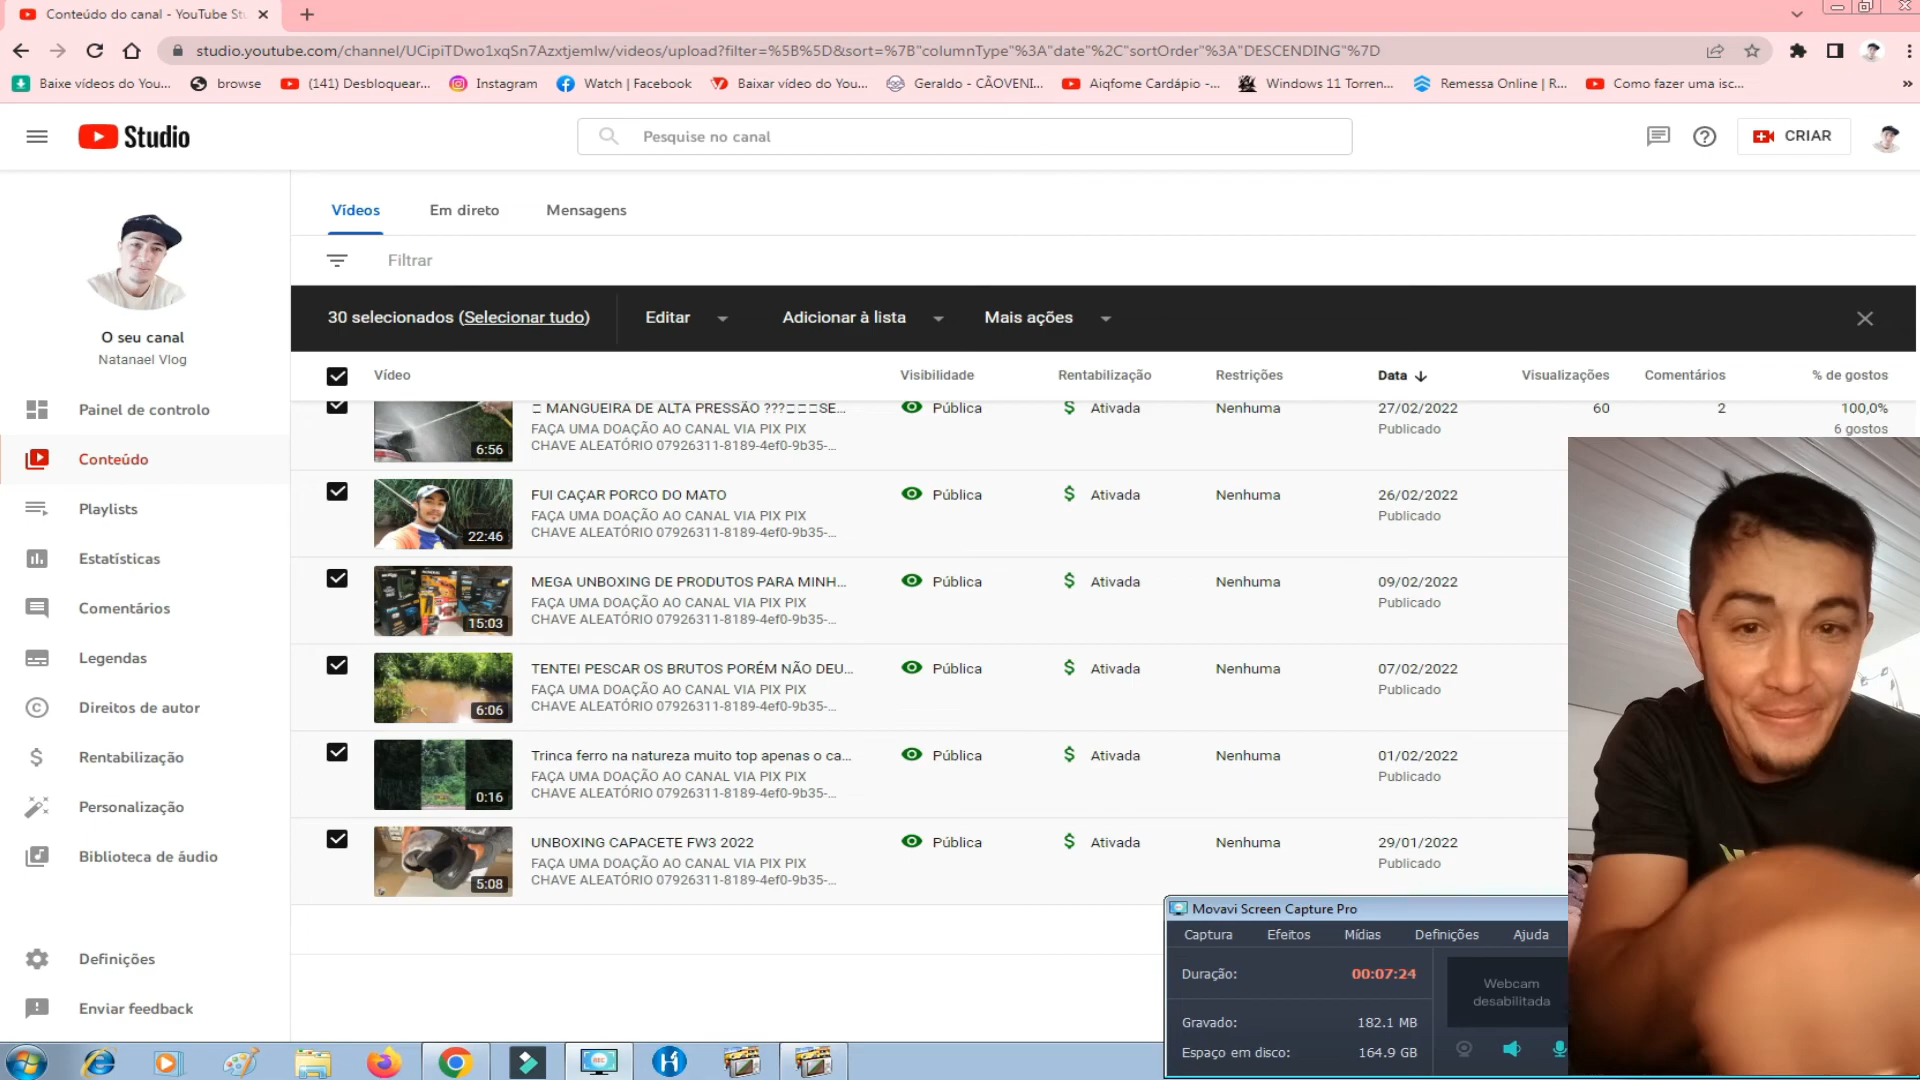 Conteúdo do canal - YouTube St
studio.youtube.com/channel/UCipiTDwo1xqSn7Azxtjemlw/videos/upload?filter=%5B%5D&sort=%7B"columnType"%3A"date"%2C"sortOrder"%3A"DESCENDING"%7D
Baixe vídeos do You... browse (141) Desbloquear... Instagram Watch | Facebook Baixar vídeo do You... Geraldo - CÃOVENI... Aiqfome Cardápio -... Windows 11 Torren... Remessa Online | R... Como fazer uma isc... »
Studio Pesquise no canal CRIAR
Vídeos Em direto Mensagens
Filtrar
30 selecionados (Selecionar tudo) Editar Adicionar à lista Mais ações
O seu canal
Natanael Vlog
Painel de controlo
Conteúdo
Playlists
Estatísticas
Comentários
Legendas
Direitos de autor
Rentabilização
Personalização
Biblioteca de áudio
Definições
Enviar feedback
Vídeo Visibilidade Rentabilização Restrições Data Visualizações Comentários % de gostos
MANGUEIRA DE ALTA PRESSÃO ???SE... Pública Ativada Nenhuma 27/02/2022 60 2 100,0%
FAÇA UMA DOAÇÃO AO CANAL VIA PIX PIX Publicado 6 gostos
6:56 CHAVE ALEATÓRIO 07926311-8189-4ef0-9b35-...
FUI CAÇAR PORCO DO MATO Pública Ativada Nenhuma 26/02/2022
FAÇA UMA DOAÇÃO AO CANAL VIA PIX PIX Publicado
22:46 CHAVE ALEATÓRIO 07926311-8189-4ef0-9b35-...
MEGA UNBOXING DE PRODUTOS PARA MINH... Pública Ativada Nenhuma 09/02/2022
FAÇA UMA DOAÇÃO AO CANAL VIA PIX PIX Publicado
15:03 CHAVE ALEATÓRIO 07926311-8189-4ef0-9b35-...
TENTEI PESCAR OS BRUTOS PORÉM NÃO DEU... Pública Ativada Nenhuma 07/02/2022
FAÇA UMA DOAÇÃO AO CANAL VIA PIX PIX Publicado
6:06 CHAVE ALEATÓRIO 07926311-8189-4ef0-9b35-...
Trinca ferro na natureza muito top apenas o ca... Pública Ativada Nenhuma 01/02/2022
FAÇA UMA DOAÇÃO AO CANAL VIA PIX PIX Publicado
0:16 CHAVE ALEATÓRIO 07926311-8189-4ef0-9b35-...
UNBOXING CAPACETE FW3 2022 Pública Ativada Nenhuma 29/01/2022
FAÇA UMA DOAÇÃO AO CANAL VIA PIX PIX Publicado
5:08 CHAVE ALEATÓRIO 07926311-8189-4ef0-9b35-...
Movavi Screen Capture Pro
Captura Efeitos Mídias Definições Ajuda
Duração: 00:07:24
Webcam
desabilitada
Gravado: 182.1 MB
Espaço em disco: 164.9 GB
REC